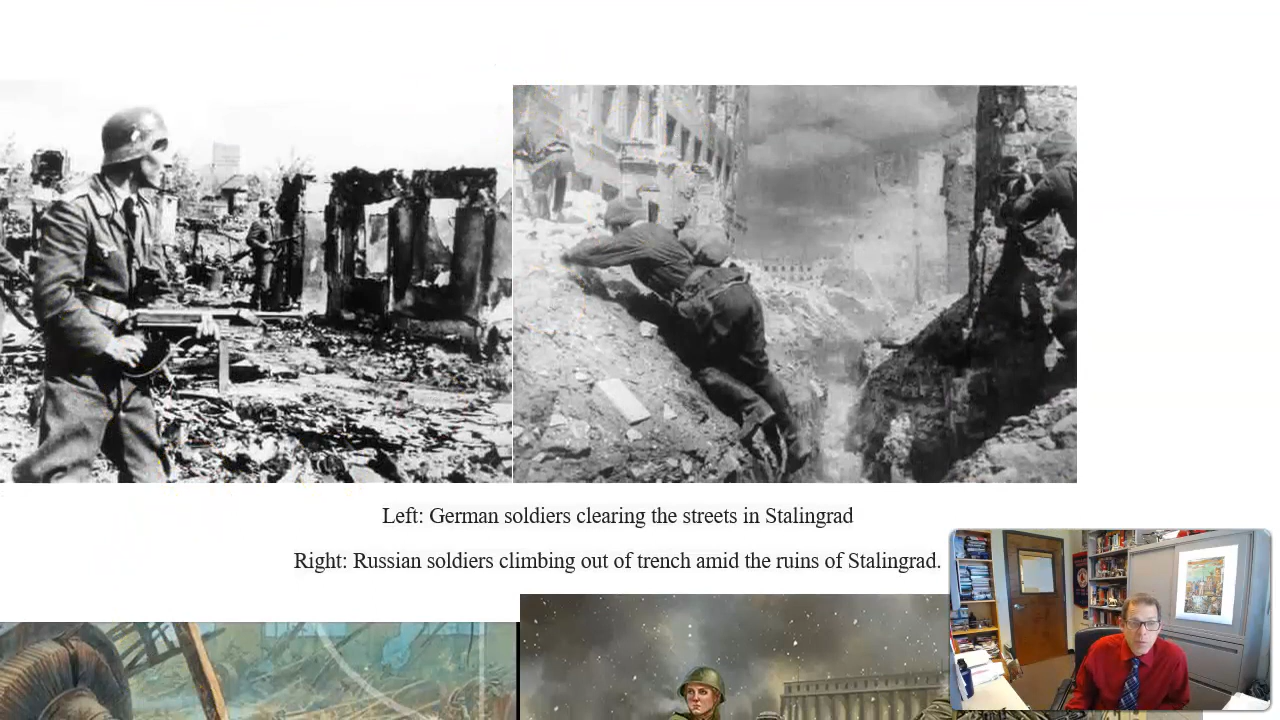 Left: German soldiers clearing the streets in Stalingrad
Right: Russian soldiers climbing out of trench amid the ruins of Stalingrad.